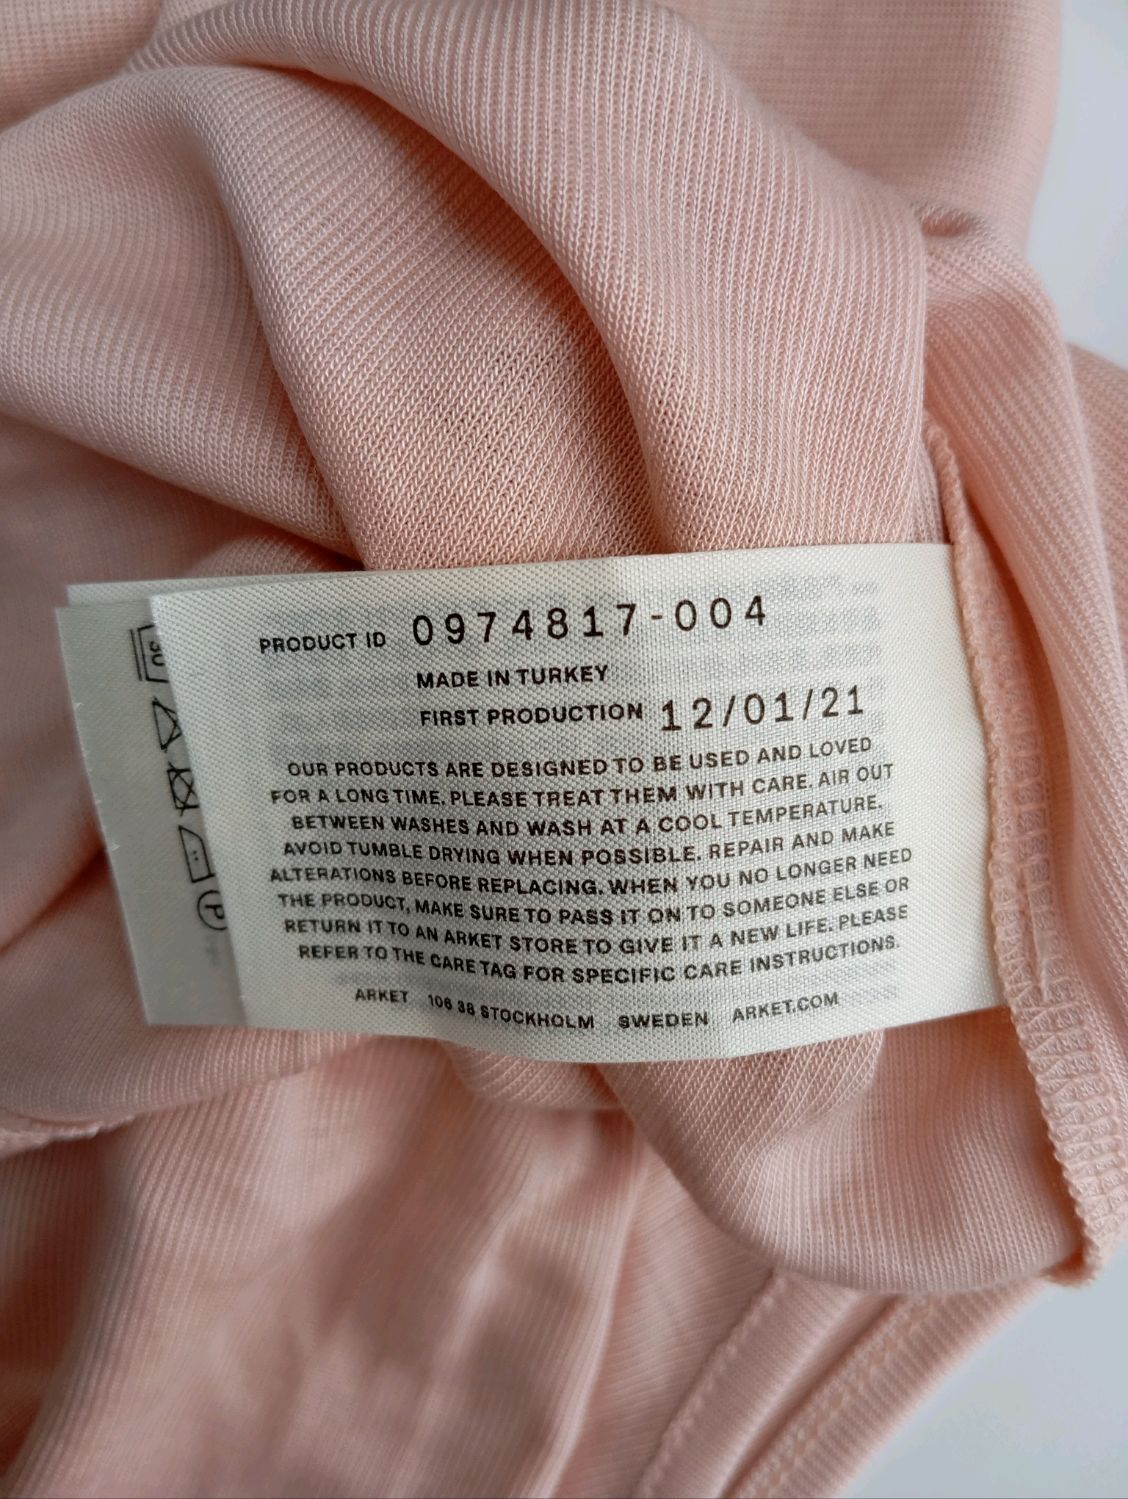 PRODUCT ID 0974817-004
MADE IN TURKEY
FIRST PRODUCTION 12/01/21
OUR PRODUCTS ARE DESIGNED TO BE USED AND LOVED
FOR A LONG TIME. PLEASE TREAT THEM WITH CARE. AIR OUT
BETWEEN WASHES AND WASH AT A COOL TEMPERATURE.
AVOID TUMBLE DRYING WHEN POSSIBLE. REPAIR AND MAKE
ALTERATIONS BEFORE REPLACING. WHEN YOU NO LONGER NEED
THE PRODUCT, MAKE SURE TO PASS IT ON TO SOMEONE ELSE OR
RETURN IT TO AN ARKET STORE TO GIVE IT A NEW LIFE. PLEASE
REFER TO THE CARE TAG FOR SPECIFIC CARE INSTRUCTIONS.
ARKET 106 38 STOCKHOLM SWEDEN ARKET.COM
30
P